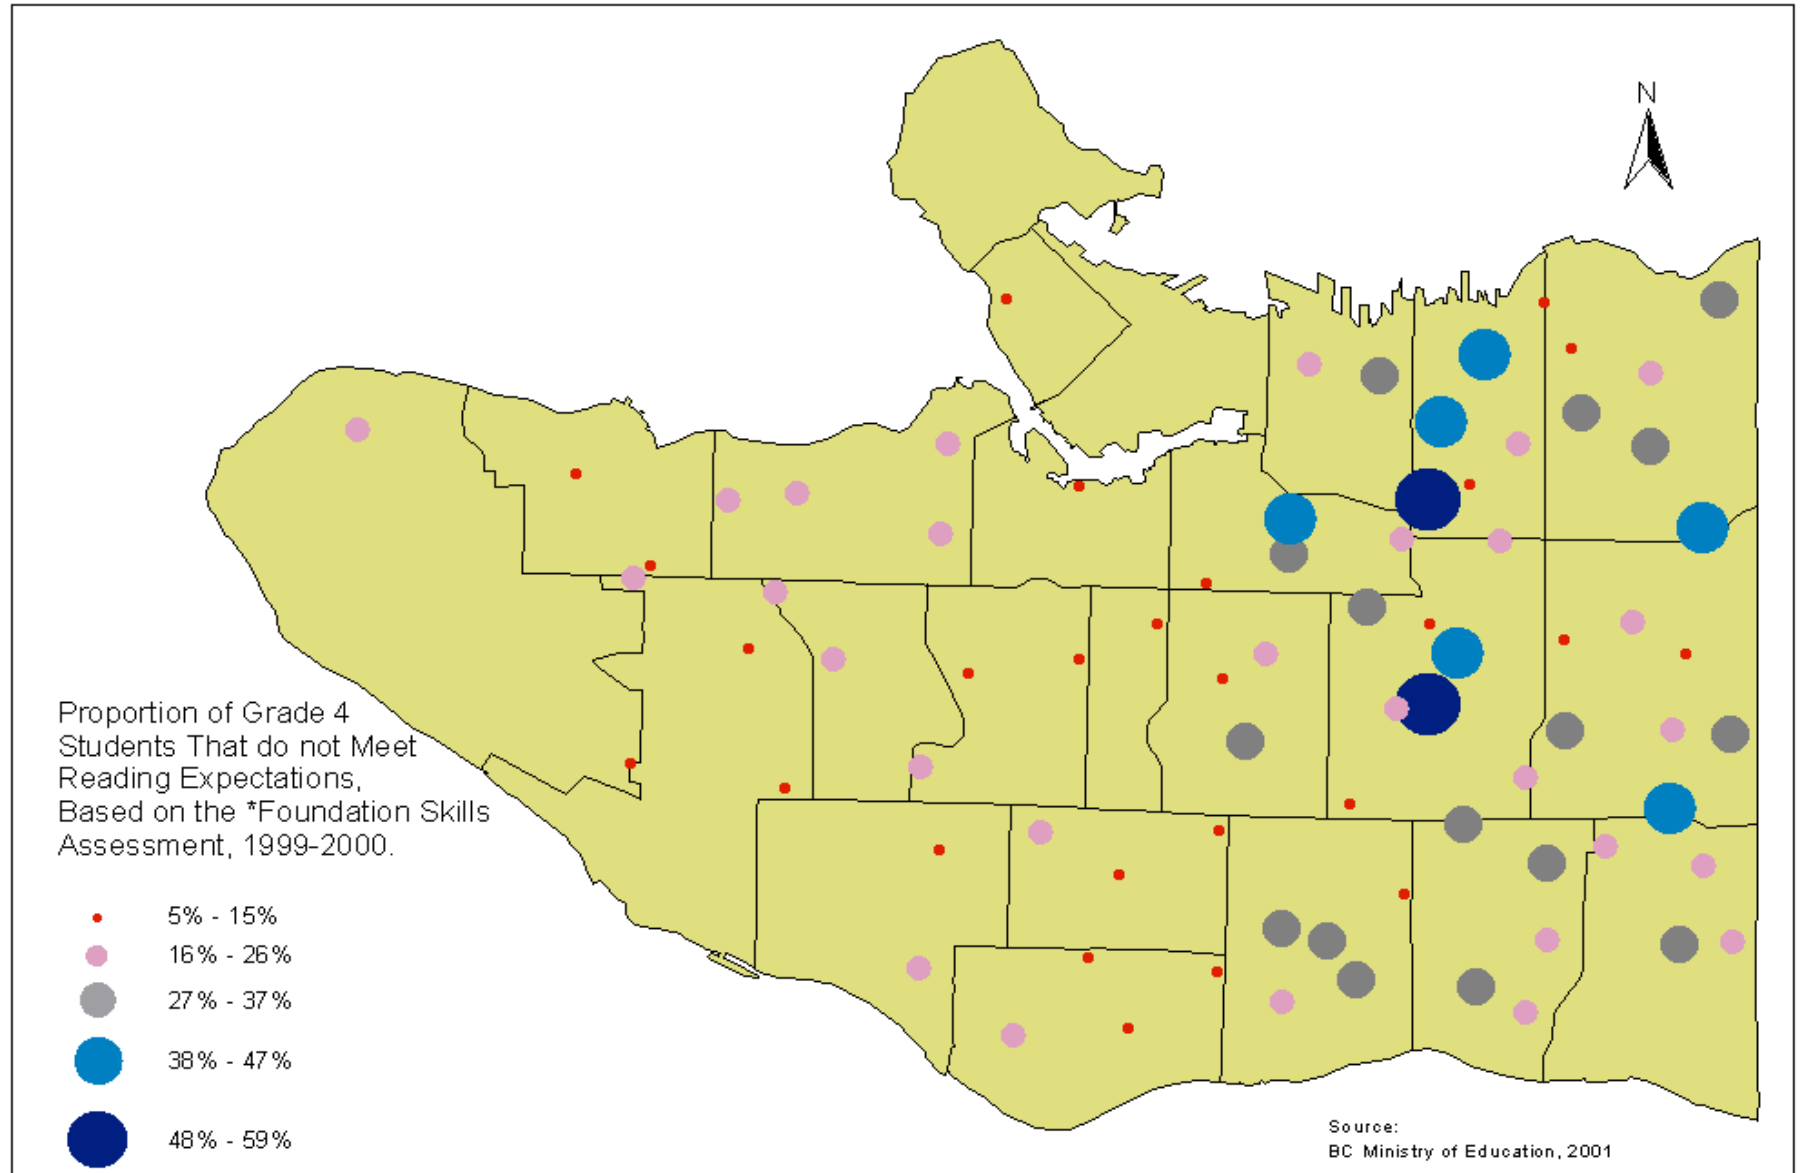 N
Proportion of Grade 4
Students That do not Meet
Reading Expectations,
Based on the *Foundation Skills
Assessment, 1999-2000.
5% - 15%
16% - 26%
27% - 37%
38% - 47%
48% - 59%
Source:
BC Ministry of Education, 2001